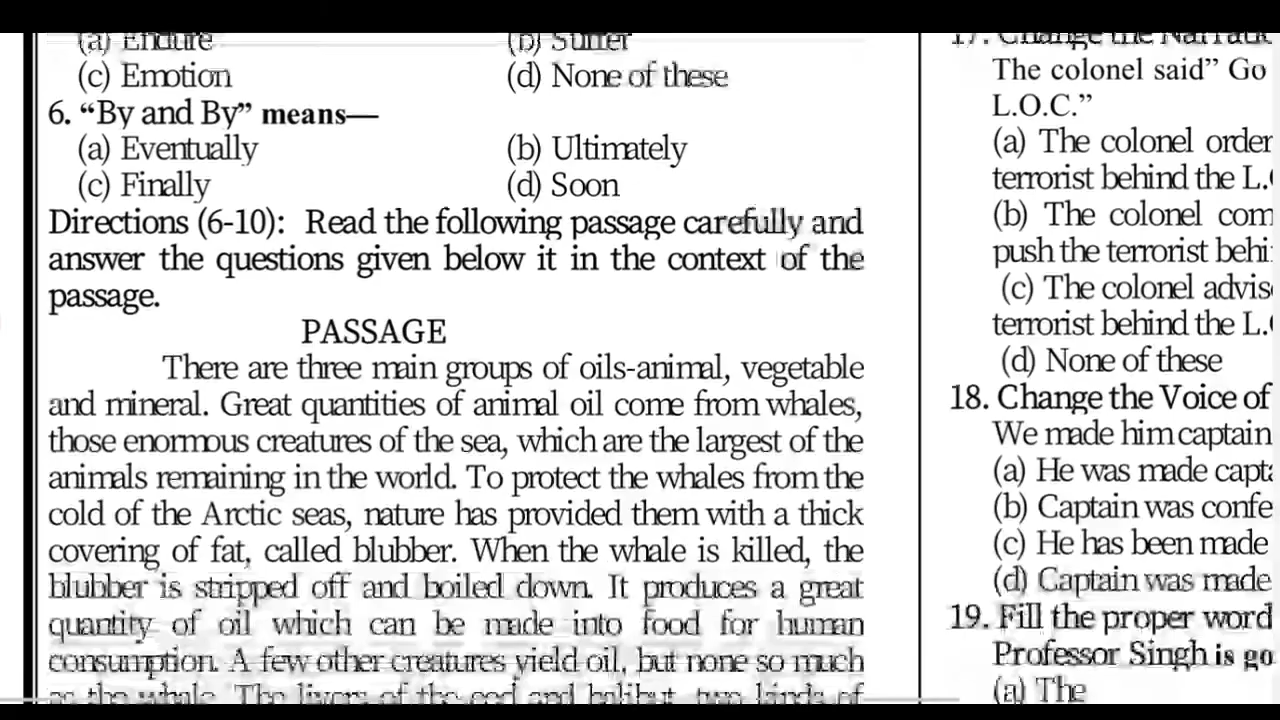 (a) Endure (b) Suffer
(c) Emotion (d) None of these
6. “By and By” means—
(a) Eventually (b) Ultimately
(c) Finally (d) Soon
Directions (6-10): Read the following passage carefully and
answer the questions given below it in the context of the
passage.
PASSAGE
There are three main groups of oils-animal, vegetable
and mineral. Great quantities of animal oil come from whales,
those enormous creatures of the sea, which are the largest of the
animals remaining in the world. To protect the whales from the
cold of the Arctic seas, nature has provided them with a thick
covering of fat, called blubber. When the whale is killed, the
blubber is stripped off and boiled down. It produces a great
quantity of oil which can be made into food for human
consumption. A few other creatures yield oil, but none so much
as the whale. The livers of the cod and halibut, two kinds of
17. Change the Narrati
The colonel said” Go
L.O.C.”
(a) The colonel order
terrorist behind the L.
(b) The colonel com
push the terrorist behi
(c) The colonel advis
terrorist behind the L.
(d) None of these
18. Change the Voice of
We made him captain
(a) He was made capta
(b) Captain was confe
(c) He has been made
(d) Captain was made
19. Fill the proper word
Professor Singh is go
(a) The